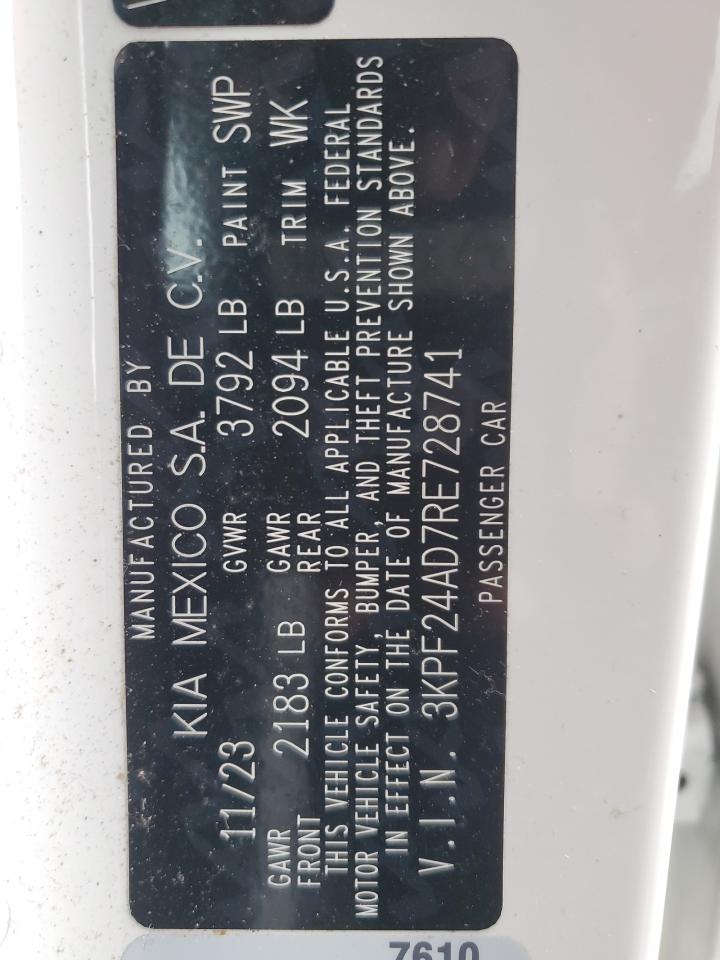 MANUFACTURED BY
KIA MEXICO S.A. DE C.V.
11/23 GVWR 3792 LB PAINT SWP
GAWR FRONT 2183 LB GAWR REAR 2094 LB TRIM WK
THIS VEHICLE CONFORMS TO ALL APPLICABLE U.S.A. FEDERAL
MOTOR VEHICLE SAFETY, BUMPER, AND THEFT PREVENTION STANDARDS
IN EFFECT ON THE DATE OF MANUFACTURE SHOWN ABOVE.
V.I.N. 3KPF24AD7RE728741
PASSENGER CAR
7610